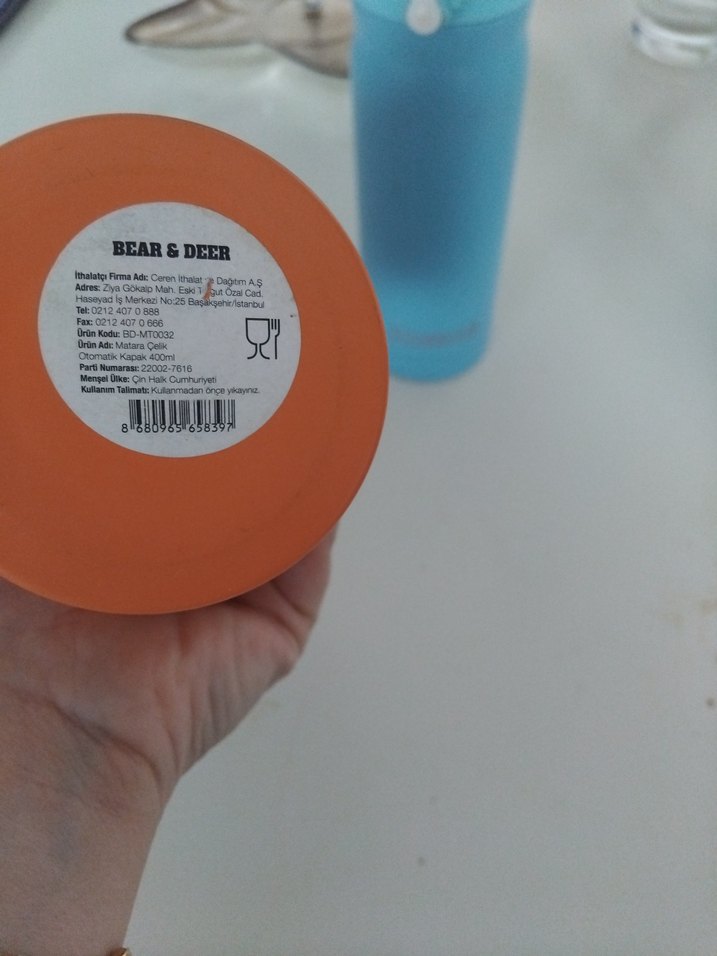 BEAR & DEER
İthalatçı Firma Adı: Ceren İthalat ve Dağıtım A.Ş
Adres: Ziya Gökalp Mah. Eski Turgut Özal Cad.
Haseyad İş Merkezi No:25 Başakşehir/İstanbul
Tel: 0212 407 0 888
Fax: 0212 407 0 666
Ürün Kodu: BD-MT0032
Ürün Adı: Matara Çelik
Otomatik Kapak 400ml
Parti Numarası: 22002-7616
Menşei Ülke: Çin Halk Cumhuriyeti
Kullanım Talimatı: Kullanmadan önçe yıkayınız.
8 680965 658397